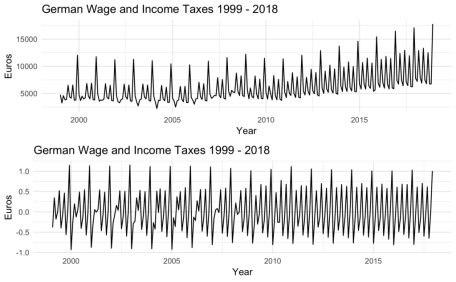 German Wage and Income Taxes 1999 - 2018
15000
10000
5000
Euros
2000
2005
2010
2015
Year
German Wage and Income Taxes 1999 - 2018
1.0
0.5
0.0
-0.5
-1.0
Euros
2000
2005
2010
2015
Year